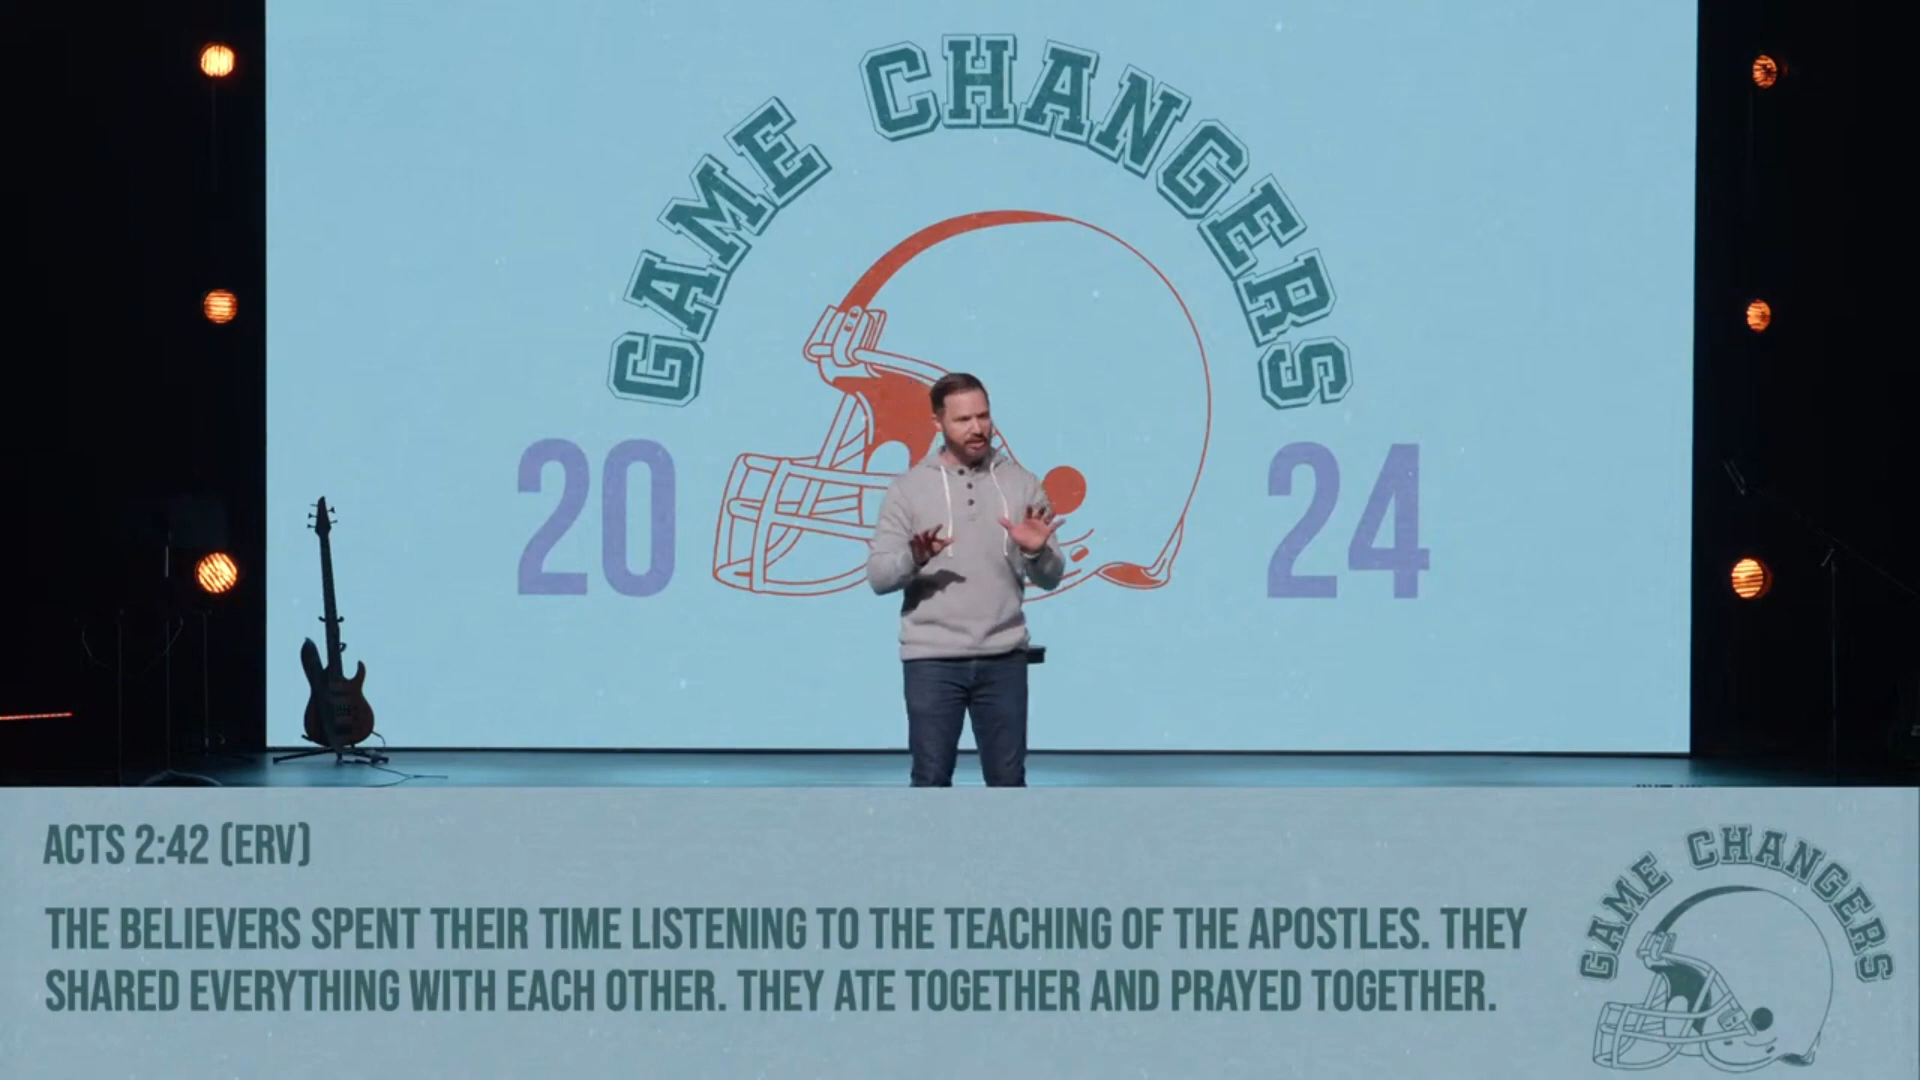 GAME CHANGERS
20 24
ACTS 2:42 (ERV)
THE BELIEVERS SPENT THEIR TIME LISTENING TO THE TEACHING OF THE APOSTLES. THEY
SHARED EVERYTHING WITH EACH OTHER. THEY ATE TOGETHER AND PRAYED TOGETHER.
GAME CHANGERS